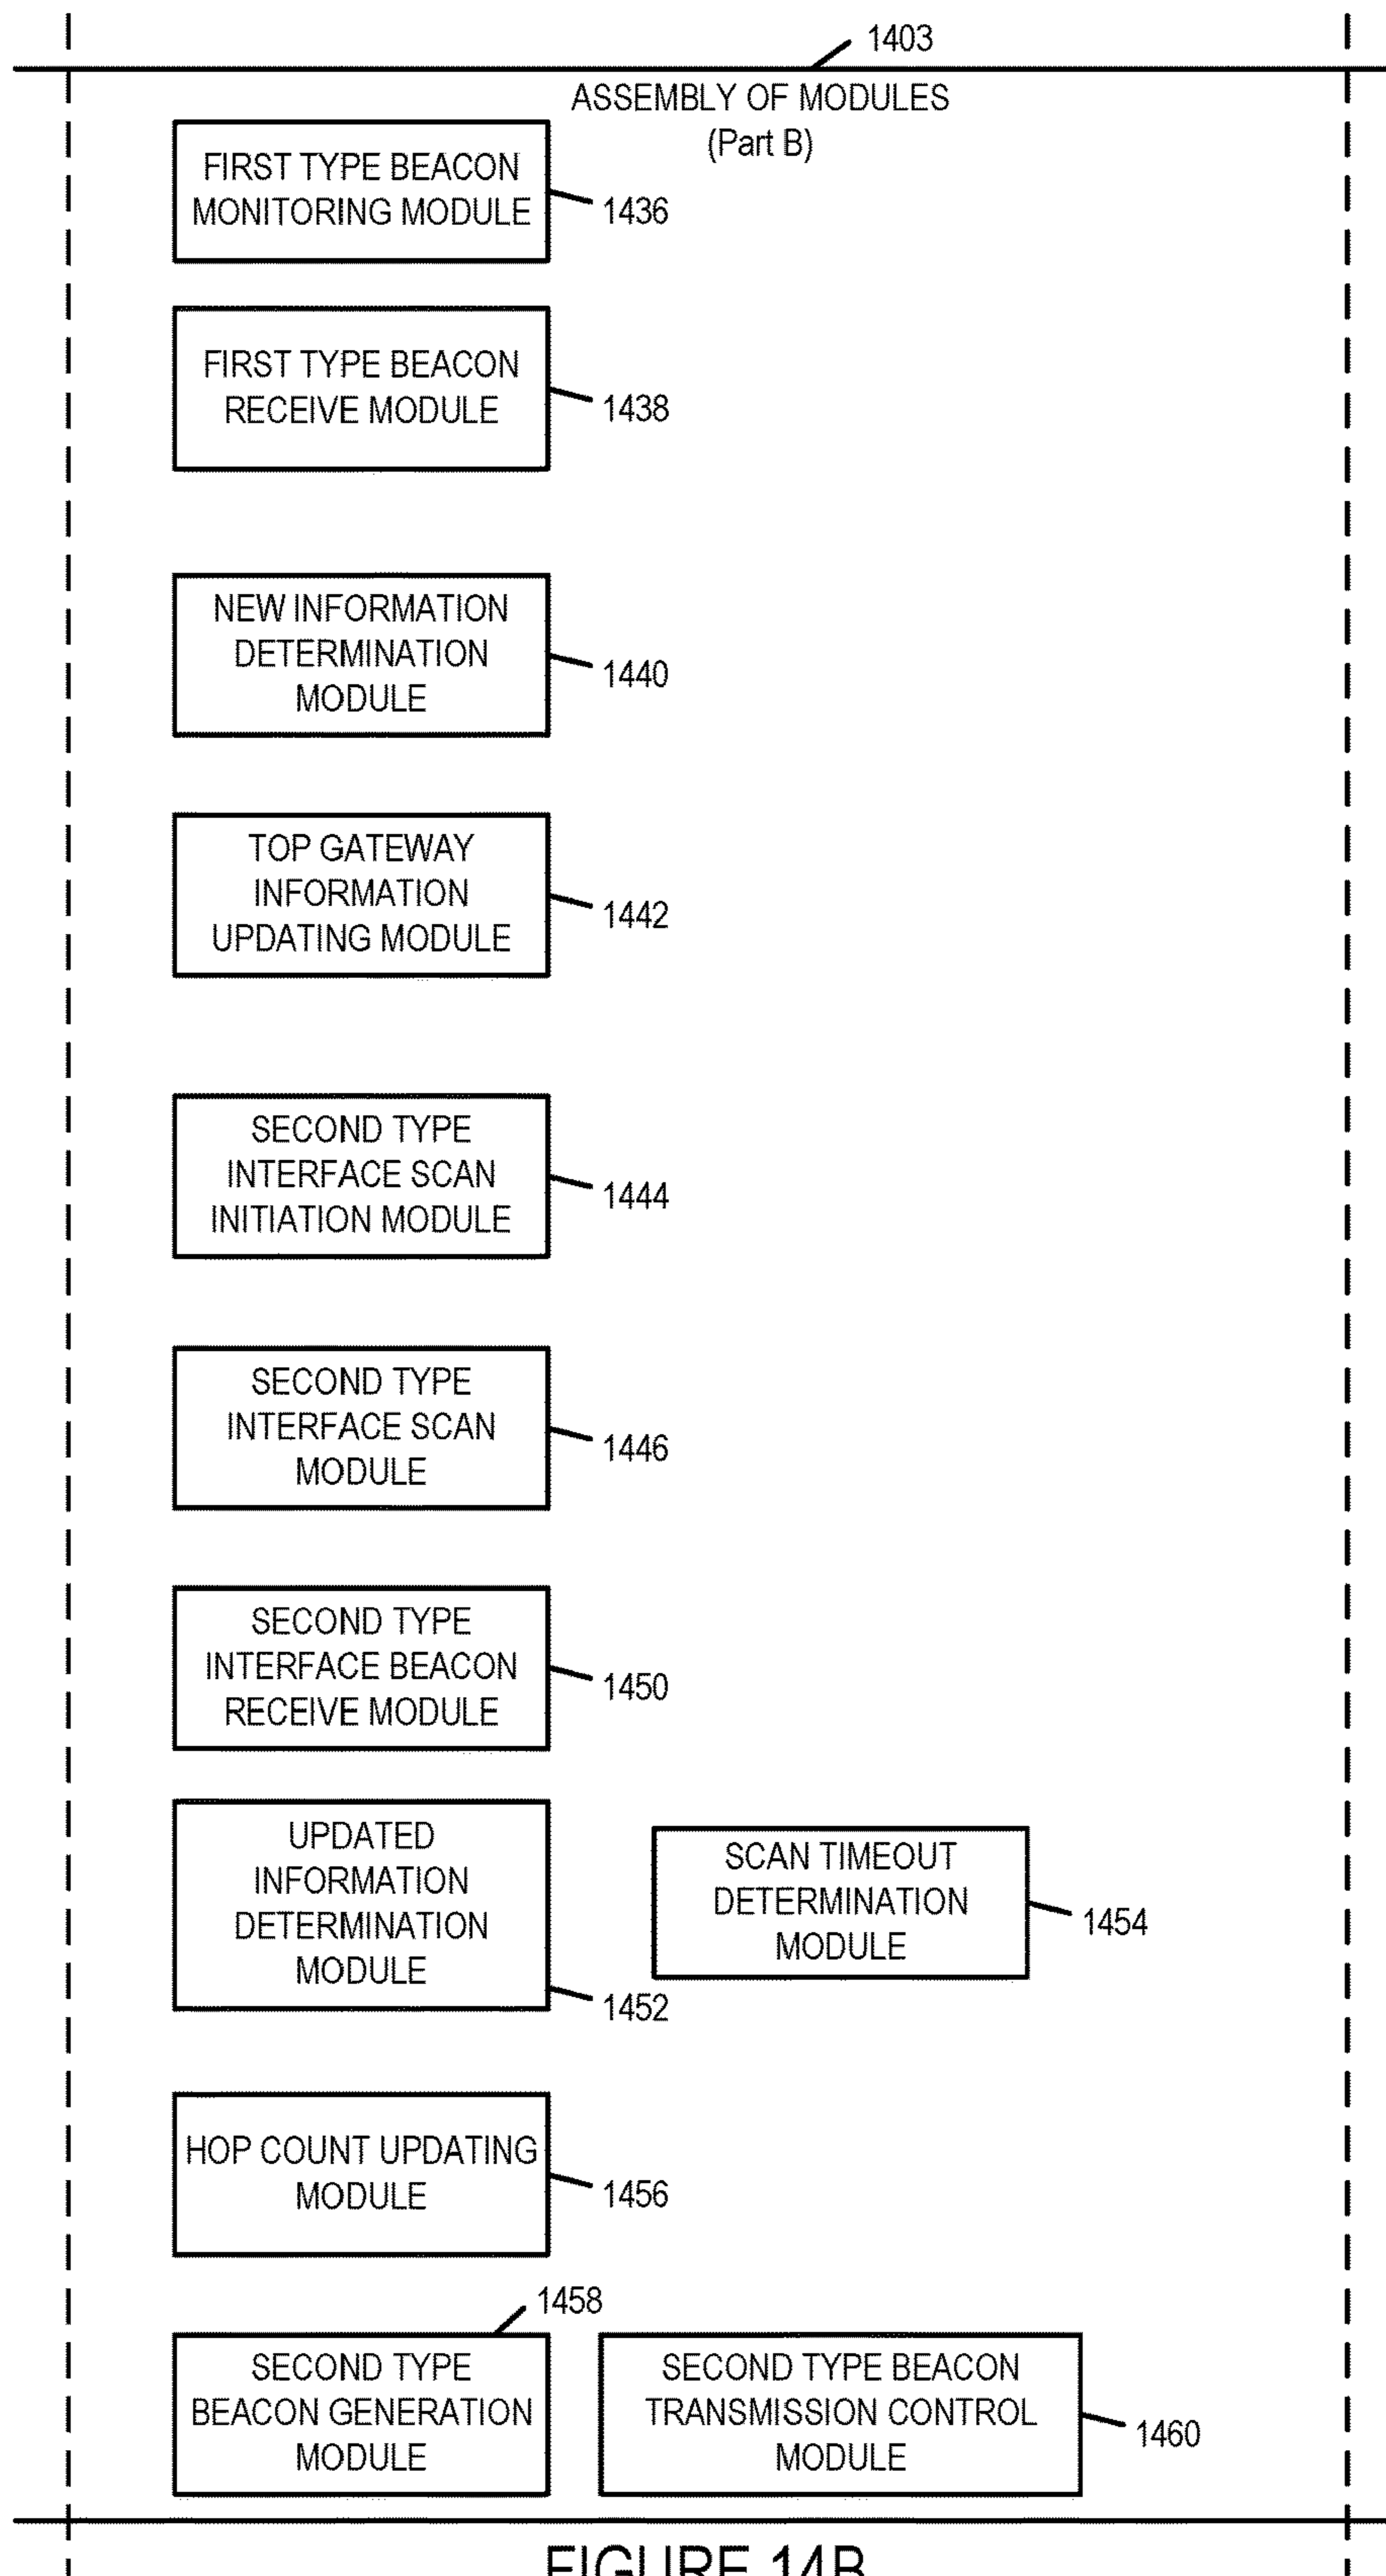 1403
ASSEMBLY OF MODULES
(Part B)
FIRST TYPE BEACON
MONITORING MODULE
1436
FIRST TYPE BEACON
RECEIVE MODULE
1438
NEW INFORMATION
DETERMINATION
MODULE
1440
TOP GATEWAY
INFORMATION
UPDATING MODULE
1442
SECOND TYPE
INTERFACE SCAN
INITIATION MODULE
1444
SECOND TYPE
INTERFACE SCAN
MODULE
1446
SECOND TYPE
INTERFACE BEACON
RECEIVE MODULE
1450
UPDATED
INFORMATION
DETERMINATION
MODULE
1452
SCAN TIMEOUT
DETERMINATION
MODULE
1454
HOP COUNT UPDATING
MODULE
1456
1458
SECOND TYPE
BEACON GENERATION
MODULE
SECOND TYPE BEACON
TRANSMISSION CONTROL
MODULE
1460
FIGURE 14B